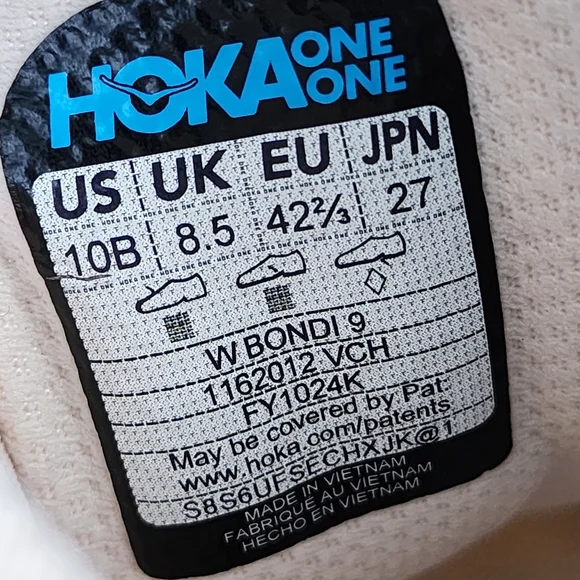 HOKA ONE ONE
US UK EU JPN
10B 8.5 42⅔ 27
W BONDI 9
1162012 VCH
FY1024K
May be covered by Pat:
www.hoka.com/patents
S8S6UFSECHXJK@1
MADE IN VIETNAM
FABRIQUÉ AU VIETNAM
HECHO EN VIETNAM